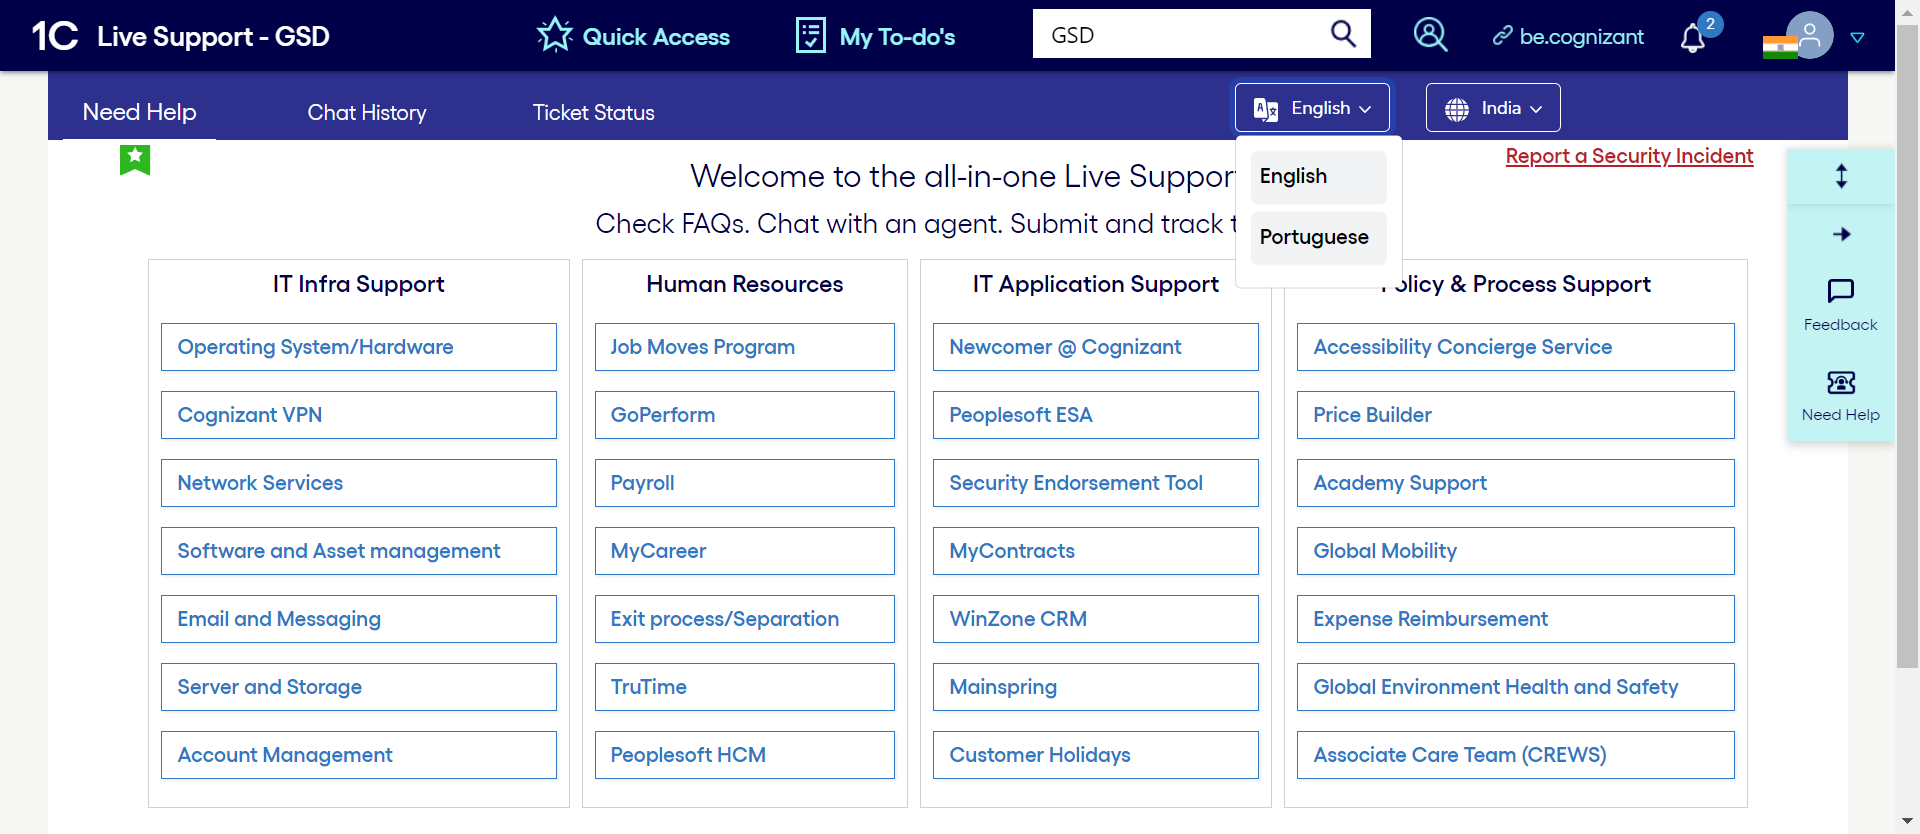 1C Live Support - GSD
Quick Access
My To-do's
GSD
be.cognizant
2
Need Help
Chat History
Ticket Status
English
India
English
Portuguese
Report a Security Incident
Welcome to the all-in-one Live Support
Check FAQs. Chat with an agent. Submit and track
IT Infra Support
Operating System/Hardware
Cognizant VPN
Network Services
Software and Asset management
Email and Messaging
Server and Storage
Account Management
Human Resources
Job Moves Program
GoPerform
Payroll
MyCareer
Exit process/Separation
TruTime
Peoplesoft HCM
IT Application Support
Newcomer @ Cognizant
Peoplesoft ESA
Security Endorsement Tool
MyContracts
WinZone CRM
Mainspring
Customer Holidays
Policy & Process Support
Accessibility Concierge Service
Price Builder
Academy Support
Global Mobility
Expense Reimbursement
Global Environment Health and Safety
Associate Care Team (CREWS)
Feedback
Need Help